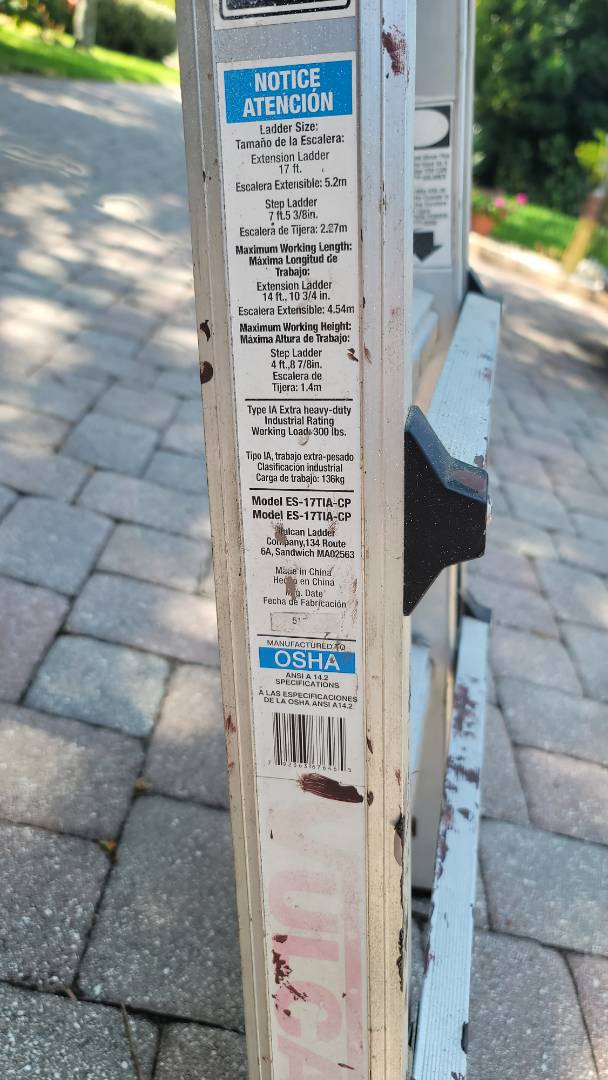 NOTICE
ATENCIÓN
Ladder Size:
Tamaño de la Escalera:
Extension Ladder
17 ft.
Escalera Extensible: 5.2m
Step Ladder
7 ft.5 3/8in.
Escalera de Tijera: 2.27m
Maximum Working Length:
Máxima Longitud de
Trabajo:
Extension Ladder
14 ft., 10 3/4 in.
Escalera Extensible: 4.54m
Maximum Working Height:
Máxima Altura de Trabajo:
Step Ladder
4 ft.,8 7/8in.
Escalera de
Tijera: 1.4m
Type IA Extra heavy-duty
Industrial Rating
Working Load: 300 lbs.
Tipo IA, trabajo extra-pesado
Clasificación industrial
Carga de trabajo: 136kg
Model ES-17TIA-CP
Model ES-17TIA-CP
Ladder
Company,134 Route
6A, Sandwich MA02563
Made in China
Hecho en China
Date
Fecha de Fabricación
MANUFACTURED TO
OSHA
ANSI A 14.2
SPECIFICATIONS
A LAS ESPECIFICACIONES
DE LA OSHA ANSI A14.2